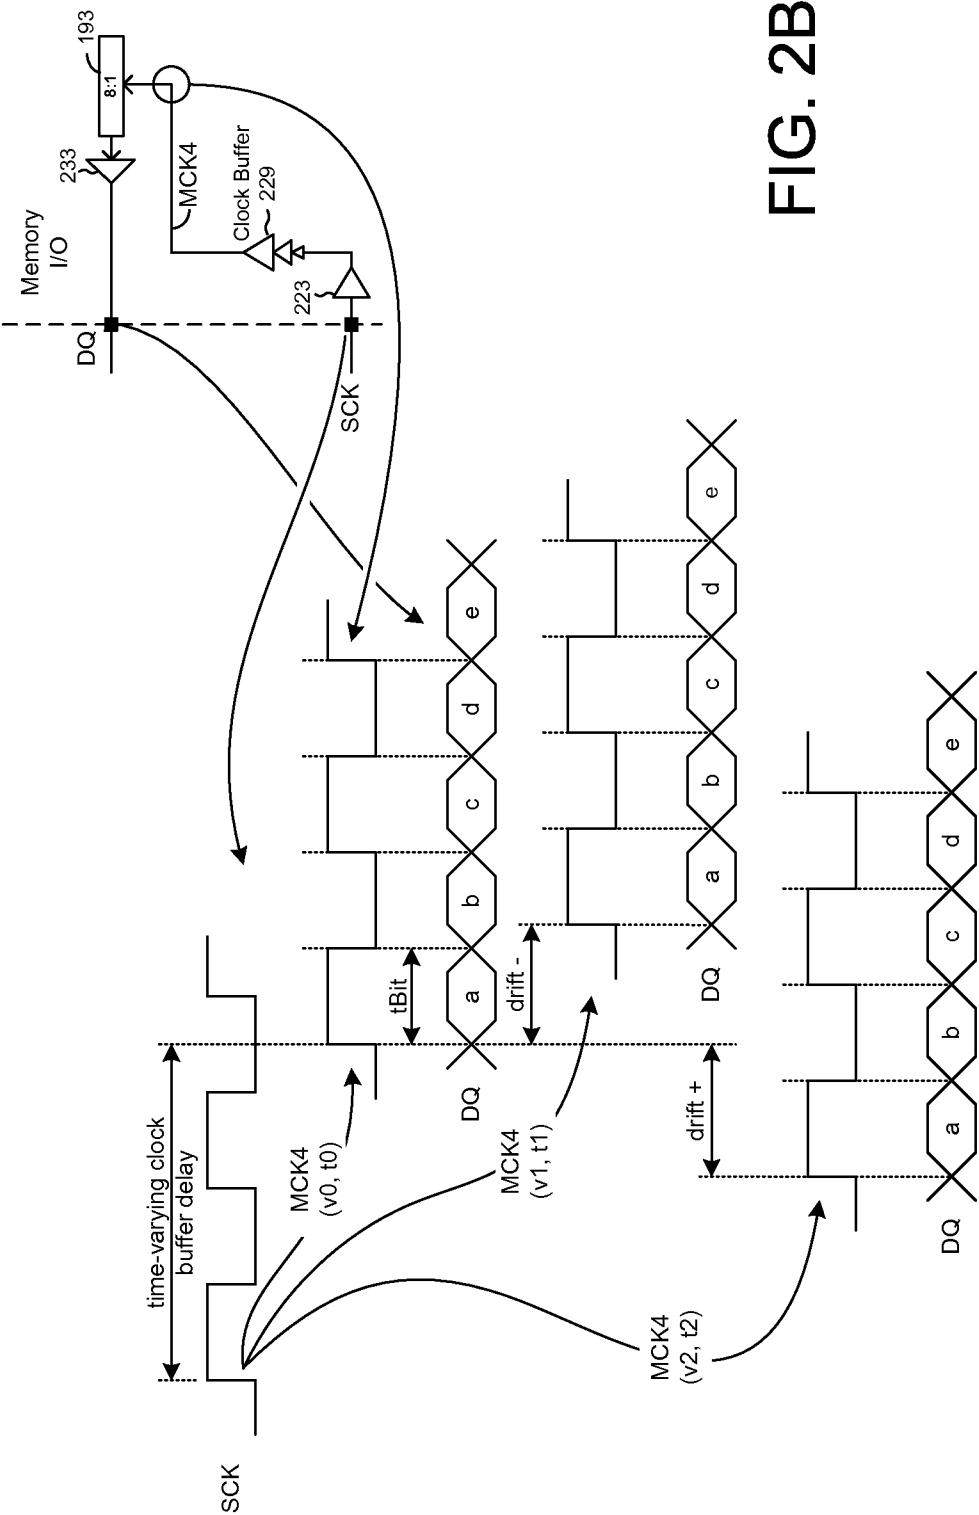 Memory
I/O
233
193
8:1
DQ
MCK4
Clock Buffer
229
223
SCK
SCK
time-varying clock
buffer delay
MCK4
(v0, t0)
tBit
DQ
a
b
c
d
e
MCK4
(v1, t1)
drift -
DQ
a
b
c
d
e
MCK4
(v2, t2)
drift +
DQ
a
b
c
d
e
FIG. 2B